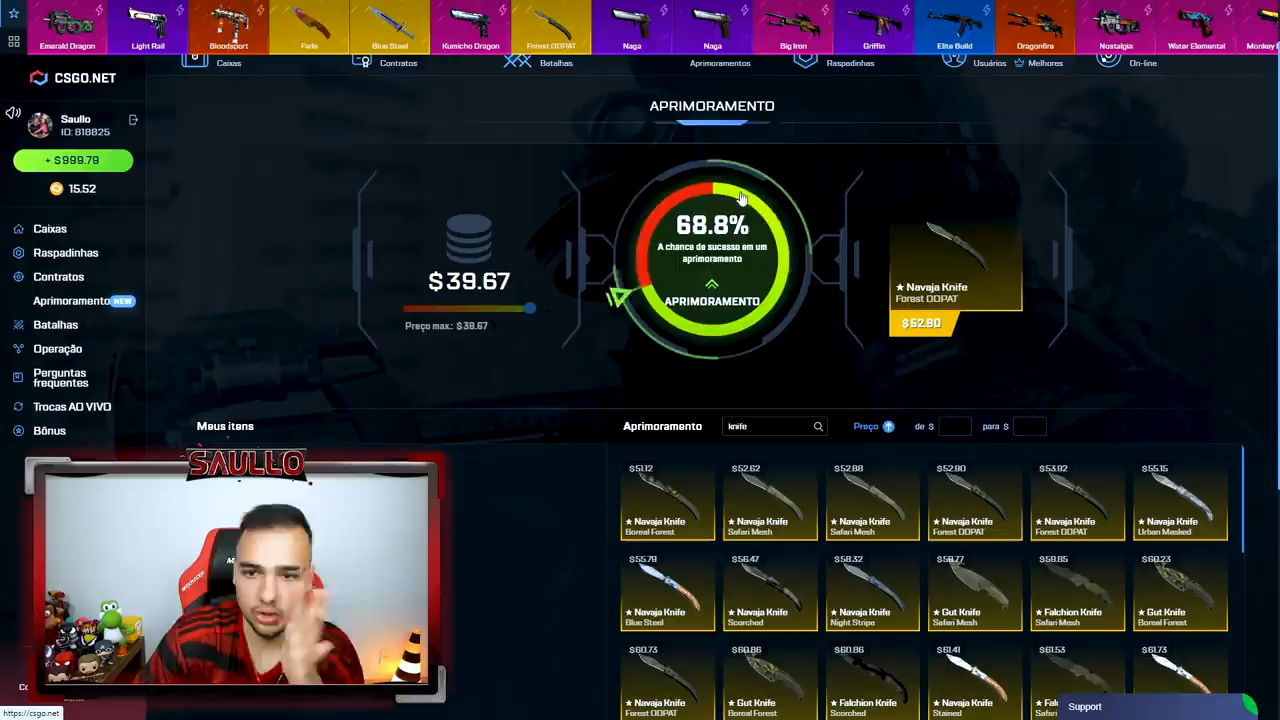 Emerald Dragon
Light Rail
Bloodsport
Fade
Blue Steel
Kumicho Dragon
Forest DDPAT
Naga
Naga
Big Iron
Griffin
Elite Build
Dragonfire
Nostalgia
Water Elemental
Monkey
CSGO.NET
Caixas
Contratos
Batalhas
Aprimoramentos
Raspadinhas
Usuários
Melhores
On-line
Saullo
ID: 818825
+ $999.79
15.52
Caixas
Raspadinhas
Contratos
Aprimoramento NEW
Batalhas
Operação
Perguntas
frequentes
Trocas AO VIVO
Bônus
APRIMORAMENTO
$39.67
Preço max.: $39.67
68.8%
A chance de sucesso em um
aprimoramento
APRIMORAMENTO
★ Navaja Knife
Forest DDPAT
$52.90
Meus itens
Aprimoramento
knife
Preço
de $
para $
$51.12
★ Navaja Knife
Boreal Forest
$52.62
★ Navaja Knife
Safari Mesh
$52.88
★ Navaja Knife
Safari Mesh
$52.90
★ Navaja Knife
Forest DDPAT
$53.92
★ Navaja Knife
Forest DDPAT
$55.15
★ Navaja Knife
Urban Masked
$55.79
★ Navaja Knife
Blue Steel
$56.47
★ Navaja Knife
Scorched
$58.32
★ Navaja Knife
Night Stripe
$59.77
★ Gut Knife
Safari Mesh
$59.85
★ Falchion Knife
Safari Mesh
$60.23
★ Gut Knife
Boreal Forest
$60.73
★ Navaja Knife
Forest DDPAT
$60.86
★ Gut Knife
Boreal Forest
$60.86
★ Falchion Knife
Scorched
$61.41
★ Navaja Knife
Stained
$61.53
★ Fal
Safari
$61.73
★ Navaja Knife
SAULLO
Support
https://csgo.net